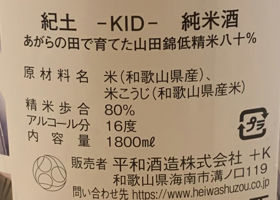 紀土 -KID- 純米酒
あがらの田で育てた山田錦低精米八十%
原材料名 米(和歌山県産)、
米こうじ(和歌山県産米)
精米歩合 80%
アルコール分 16度
内容量 1800ml
プラ
+K
販売者 平和酒造株式会社 +K
和歌山県海南市溝ノ口119
問い合わせ先 https://www.heiwashuzou.co.jp